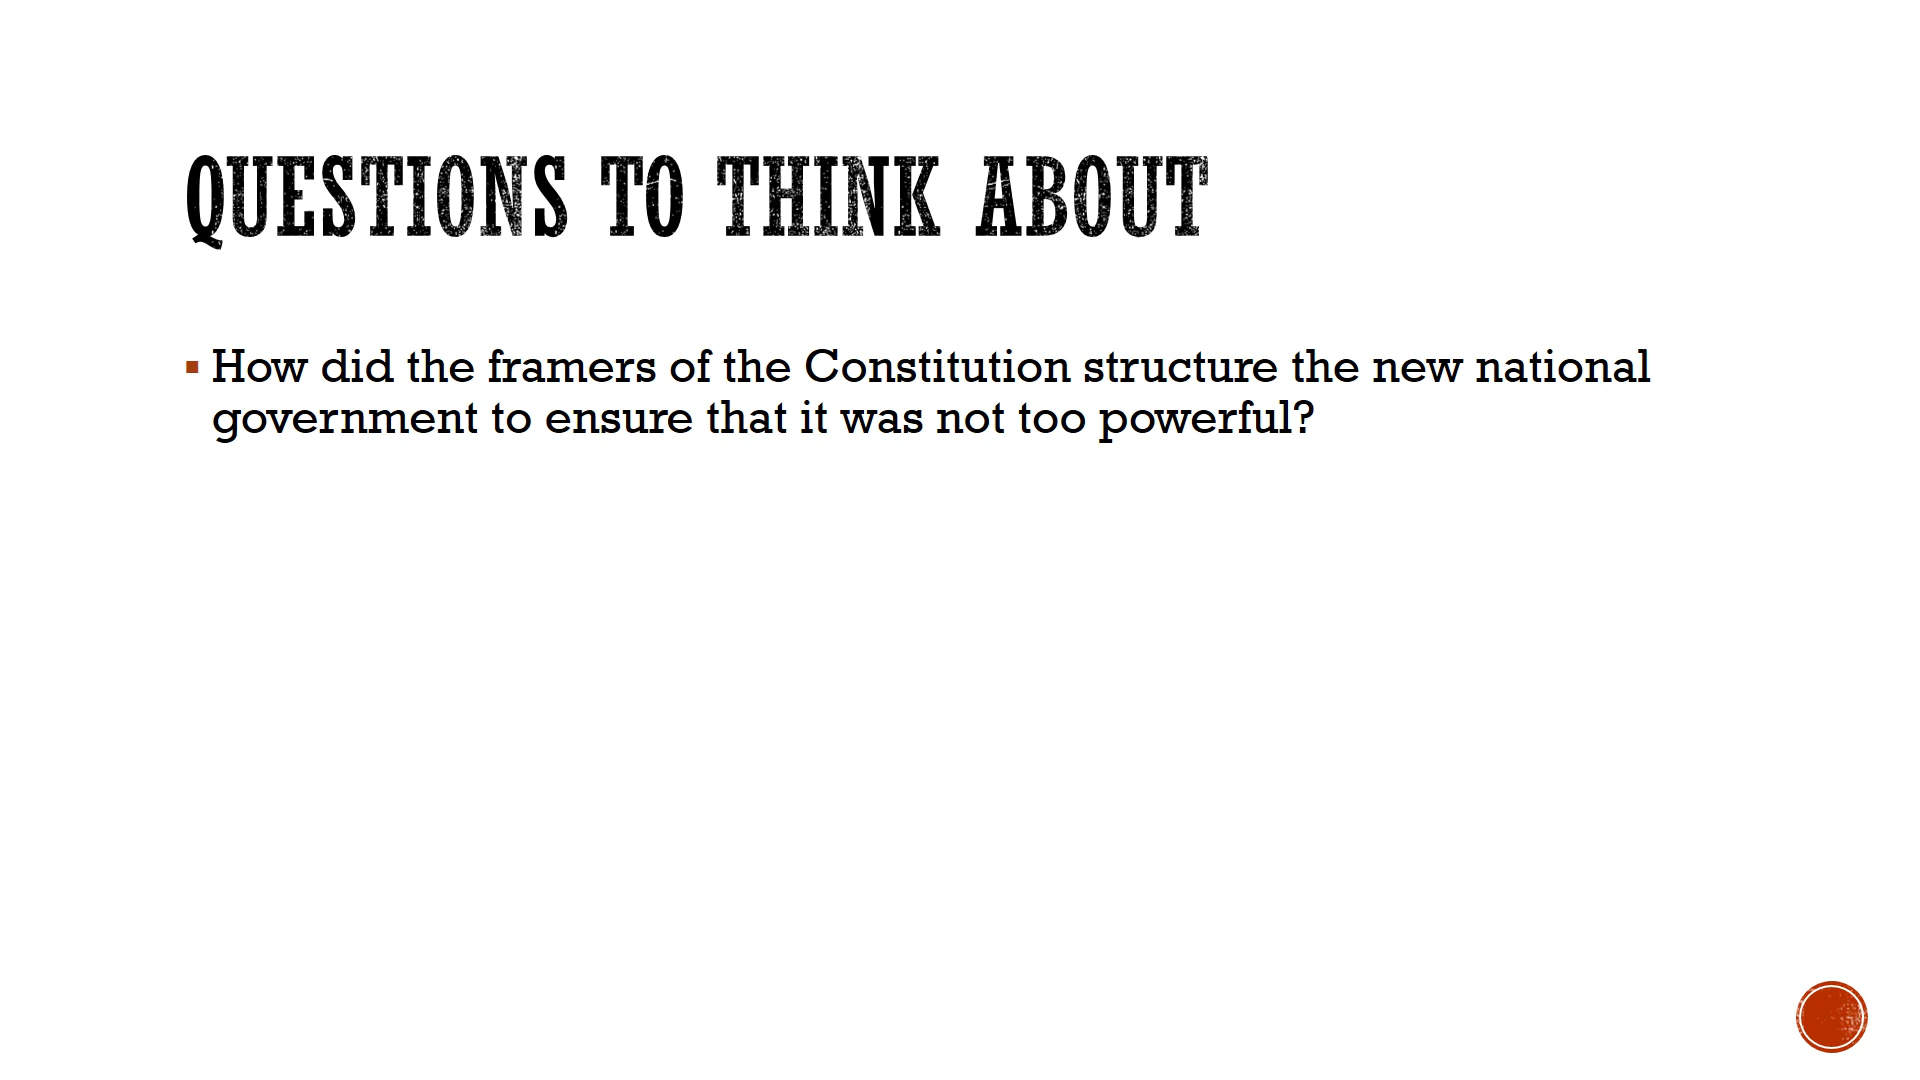 QUESTIONS TO THINK ABOUT
▪ How did the framers of the Constitution structure the new national
government to ensure that it was not too powerful?